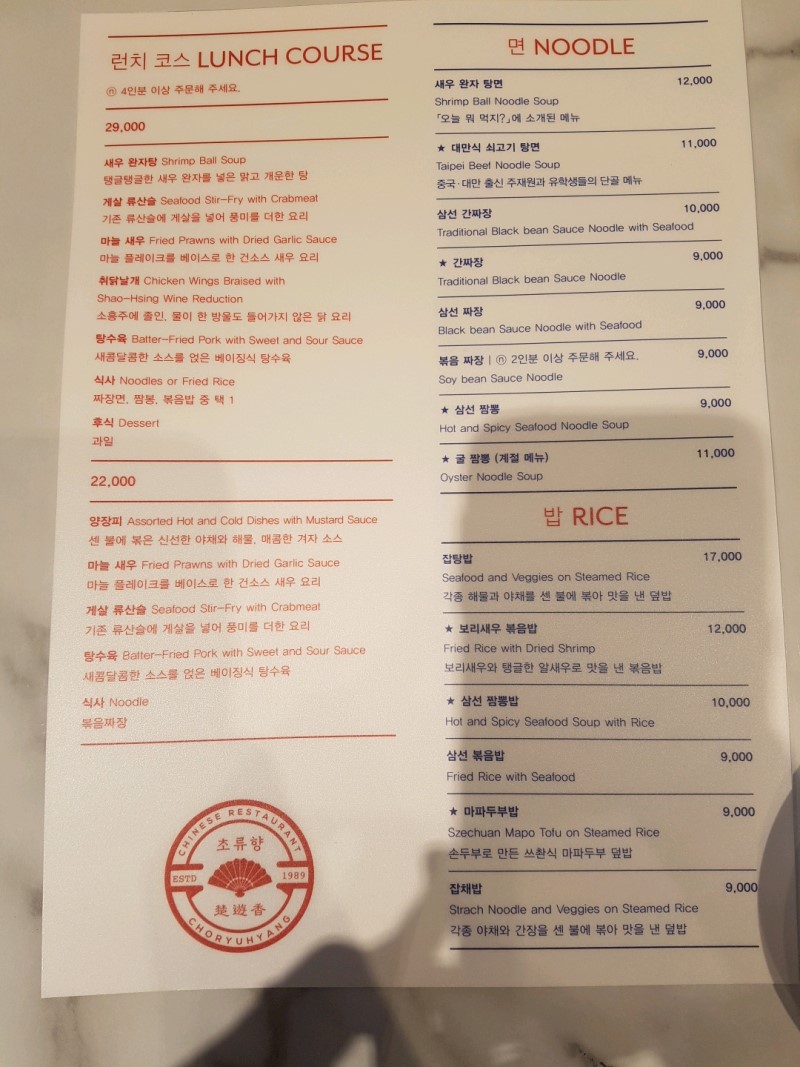 런치 코스 LUNCH COURSE
ⓝ 4인분 이상 주문해 주세요.
29,000
새우 완자탕 Shrimp Ball Soup
탱글탱글한 새우 완자를 넣은 맑고 개운한 탕
게살 류산슬 Seafood Stir-Fry with Crabmeat
기존 류산슬에 게살을 넣어 풍미를 더한 요리
마늘 새우 Fried Prawns with Dried Garlic Sauce
마늘 플레이크를 베이스로 한 건소스 새우 요리
취닭날개 Chicken Wings Braised with
Shao-Hsing Wine Reduction
소흥주에 졸인, 물이 한 방울도 들어가지 않은 닭 요리
탕수육 Batter-Fried Pork with Sweet and Sour Sauce
새콤달콤한 소스를 얹은 베이징식 탕수육
식사 Noodles or Fried Rice
짜장면, 짬뽕, 볶음밥 중 택 1
후식 Dessert
과일
22,000
양장피 Assorted Hot and Cold Dishes with Mustard Sauce
센 불에 볶은 신선한 야채와 해물, 매콤한 겨자 소스
마늘 새우 Fried Prawns with Dried Garlic Sauce
마늘 플레이크를 베이스로 한 건소스 새우 요리
게살 류산슬 Seafood Stir-Fry with Crabmeat
기존 류산슬에 게살을 넣어 풍미를 더한 요리
탕수육 Batter-Fried Pork with Sweet and Sour Sauce
새콤달콤한 소스를 얹은 베이징식 탕수육
식사 Noodle
볶음짜장
CHINESE RESTAURANT
초류향
ESTD 1989
楚遊香
CHORYUHYANG
면 NOODLE
새우 완자 탕면 12,000
Shrimp Ball Noodle Soup
「오늘 뭐 먹지?」에 소개된 메뉴
★ 대만식 쇠고기 탕면 11,000
Taipei Beef Noodle Soup
중국·대만 출신 주재원과 유학생들의 단골 메뉴
삼선 간짜장 10,000
Traditional Black bean Sauce Noodle with Seafood
★ 간짜장 9,000
Traditional Black bean Sauce Noodle
삼선 짜장 9,000
Black bean Sauce Noodle with Seafood
볶음 짜장 | ⓝ 2인분 이상 주문해 주세요. 9,000
Soy bean Sauce Noodle
★ 삼선 짬뽕 9,000
Hot and Spicy Seafood Noodle Soup
★ 굴 짬뽕 (계절 메뉴) 11,000
Oyster Noodle Soup
밥 RICE
잡탕밥 17,000
Seafood and Veggies on Steamed Rice
각종 해물과 야채를 센 불에 볶아 맛을 낸 덮밥
★ 보리새우 볶음밥 12,000
Fried Rice with Dried Shrimp
보리새우와 탱글한 알새우로 맛을 낸 볶음밥
★ 삼선 짬뽕밥 10,000
Hot and Spicy Seafood Soup with Rice
삼선 볶음밥 9,000
Fried Rice with Seafood
★ 마파두부밥 9,000
Szechuan Mapo Tofu on Steamed Rice
손두부로 만든 쓰촨식 마파두부 덮밥
잡채밥 9,000
Strach Noodle and Veggies on Steamed Rice
각종 야채와 간장을 센 불에 볶아 맛을 낸 덮밥